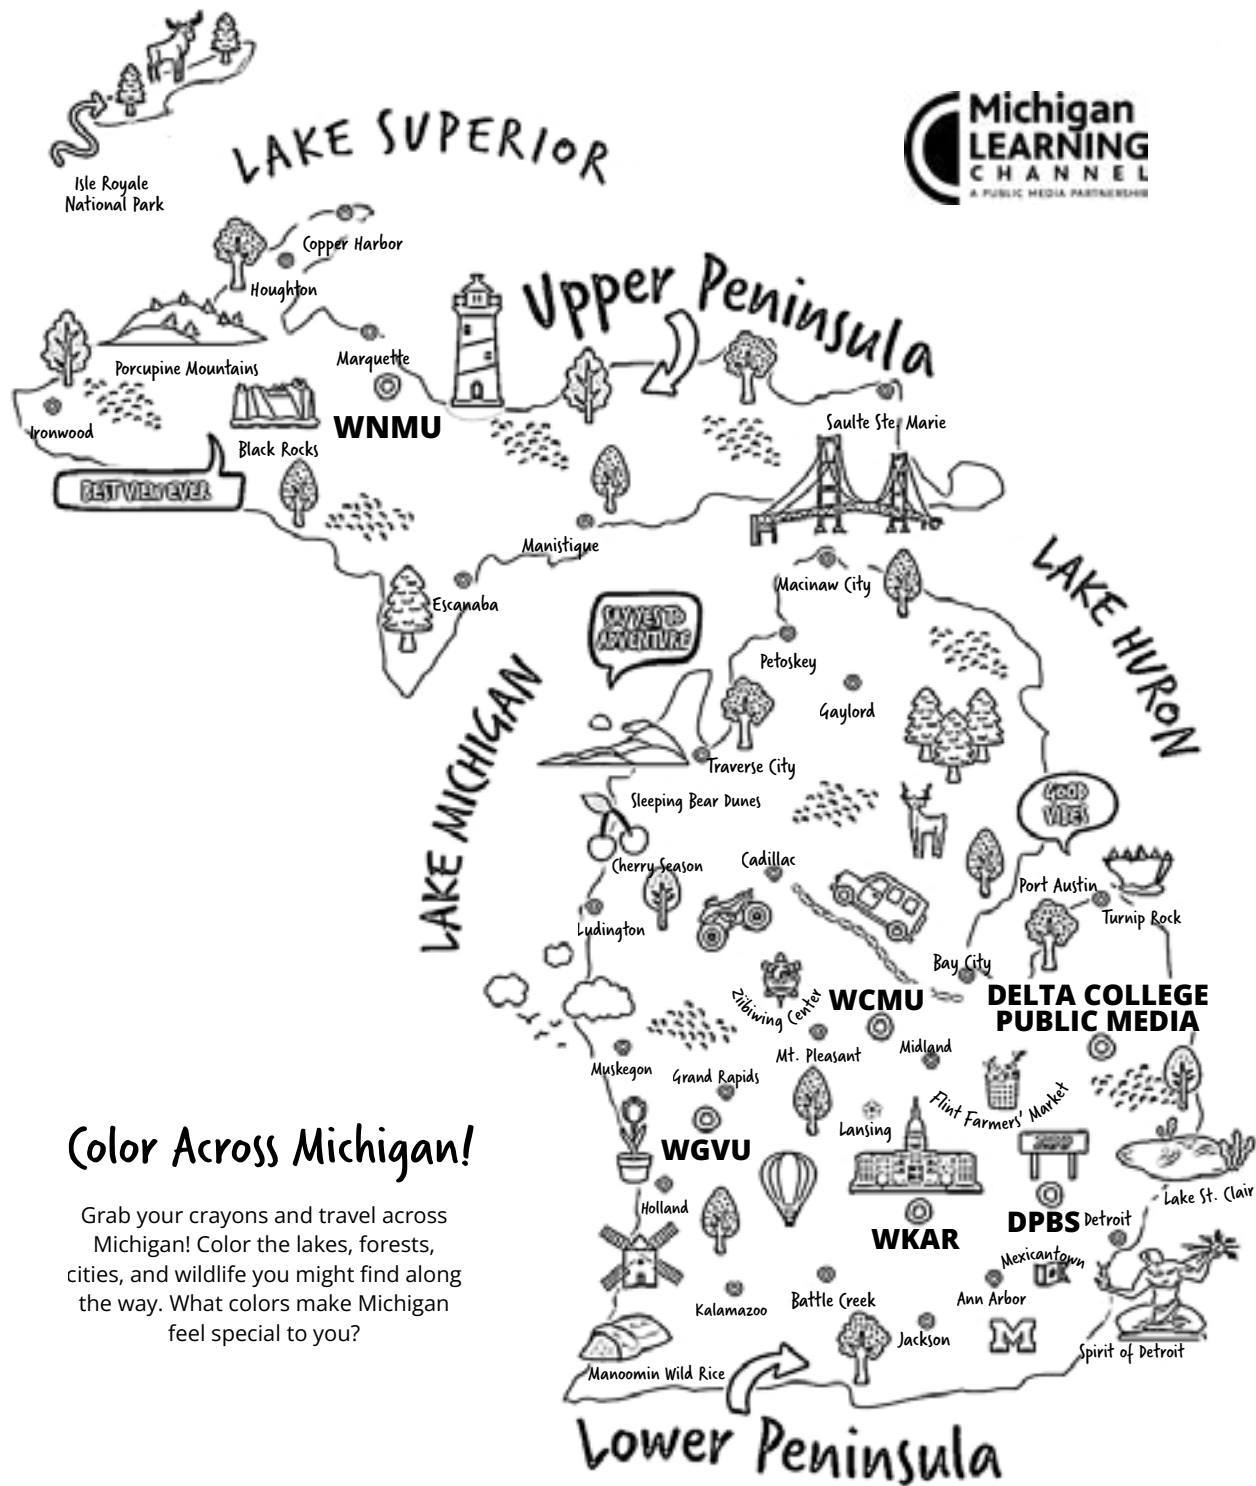 Michigan
LEARNING
CHANNEL
A PUBLIC MEDIA PARTNERSHIP
LAKE SUPERIOR
Isle Royale
National Park
Copper Harbor
Houghton
Upper Peninsula
Porcupine Mountains
Marquette
WNMU
Ironwood
Black Rocks
Saulte Ste. Marie
BEST VIEW EVER
Manistique
Escanaba
Macinaw City
LAKE HURON
SAY YES TO
ADVENTURE
Petoskey
Gaylord
LAKE MICHIGAN
Traverse City
Sleeping Bear Dunes
GOOD
VIBES
Cherry Season
Cadillac
Port Austin
Turnip Rock
Ludington
Bay City
Ziibiwing Center
WCMU
DELTA COLLEGE
PUBLIC MEDIA
Mt. Pleasant
Midland
Muskegon
Grand Rapids
Flint Farmers' Market
Lansing
WGVU
Color Across Michigan!
Grab your crayons and travel across
Michigan! Color the lakes, forests,
cities, and wildlife you might find along
the way. What colors make Michigan
feel special to you?
Holland
Lake St. Clair
WKAR
DPBS
Detroit
Mexicantown
Kalamazoo
Battle Creek
Ann Arbor
Jackson
M
Spirit of Detroit
Manoomin Wild Rice
Lower Peninsula